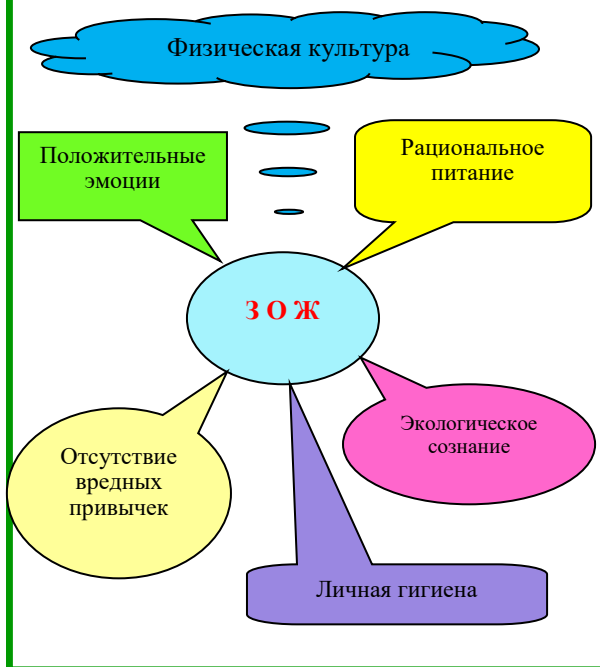 Физическая культура
Положительные
эмоции
Рациональное
питание
З О Ж
Экологическое
сознание
Отсутствие
вредных
привычек
Личная гигиена